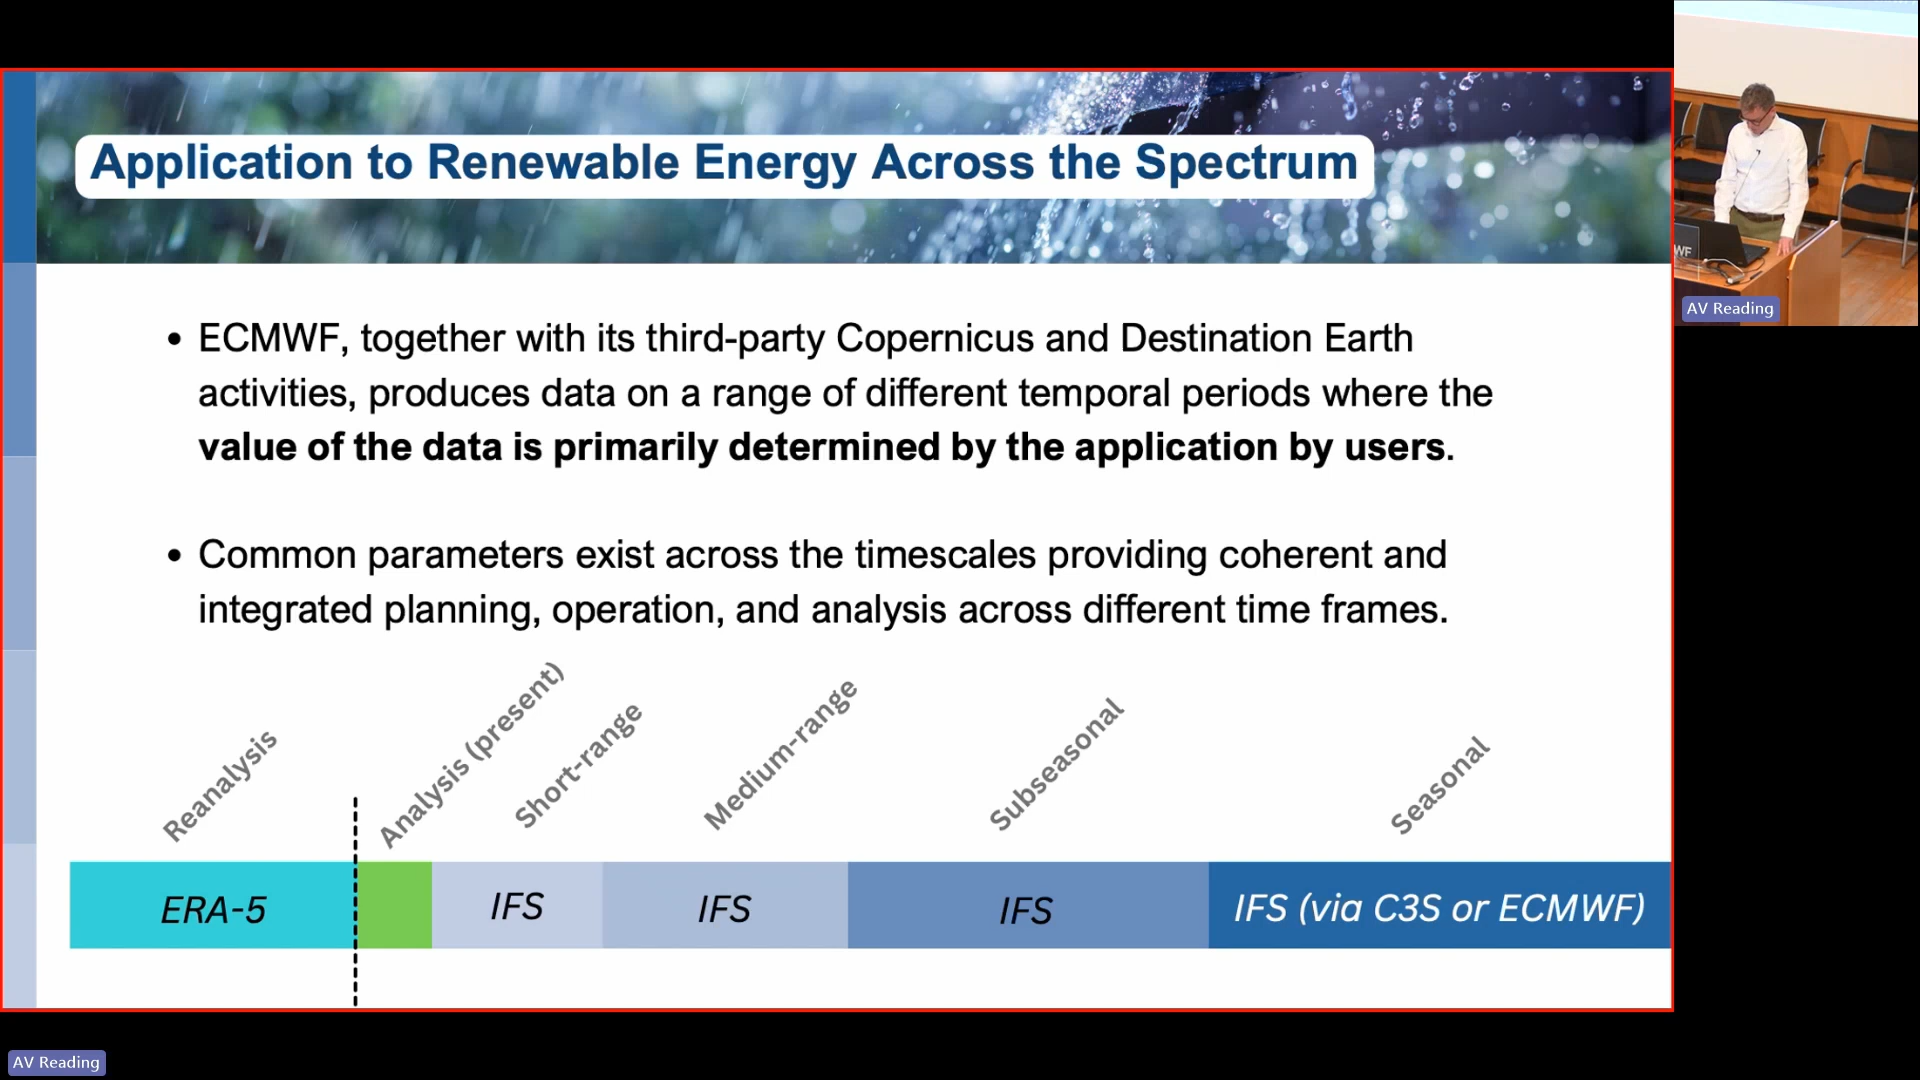 Application to Renewable Energy Across the Spectrum
• ECMWF, together with its third-party Copernicus and Destination Earth
activities, produces data on a range of different temporal periods where the
value of the data is primarily determined by the application by users.
• Common parameters exist across the timescales providing coherent and
integrated planning, operation, and analysis across different time frames.
Reanalysis
Analysis (present)
Short-range
Medium-range
Subseasonal
Seasonal
ERA-5
IFS
IFS
IFS
IFS (via C3S or ECMWF)
WF
AV Reading
AV Reading